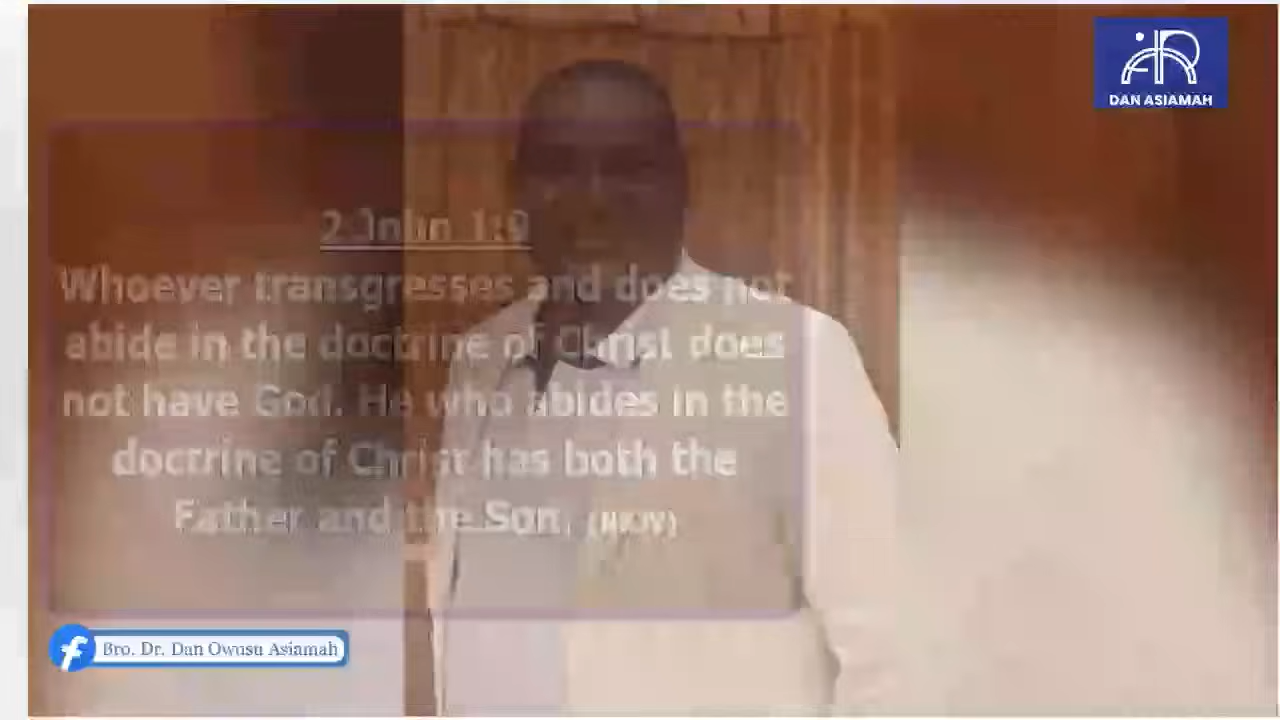 DAN ASIAMAH
2 John 1:9
Whoever transgresses and does not
abide in the doctrine of Christ does
not have God. He who abides in the
doctrine of Christ has both the
Father and the Son. (NKJV)
Bro. Dr. Dan Owusu Asiamah